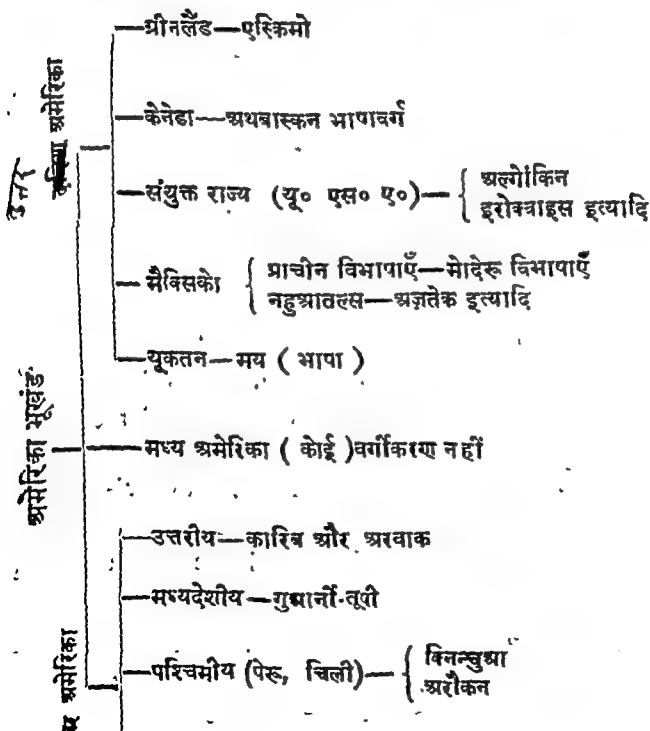 ग्रीनलैंड—एस्किमो
उत्तर
अमेरिका
केनेडा—अथबास्कन भाषावर्ग
संयुक्त राज्य (यू० एस० ए०)—{ अल्गोंकिन
इरोक्वाइस इत्यादि
मैक्सिको { प्राचीन विभाषाएँ—मेादेरू विभाषाएँ
नहुआतल्स—अज़तेक इत्यादि
यूकतन—मय ( भाषा )
अमेरिका भूखंड
मध्य अमेरिका ( कोई )वर्गीकरण नहीं
उत्तरीय—कारिब और अरवाक
मध्यदेशीय—गुआर्नी-तूपी
अमेरिका
पश्चिमीय (पेरू, चिली)—{
अरौकन